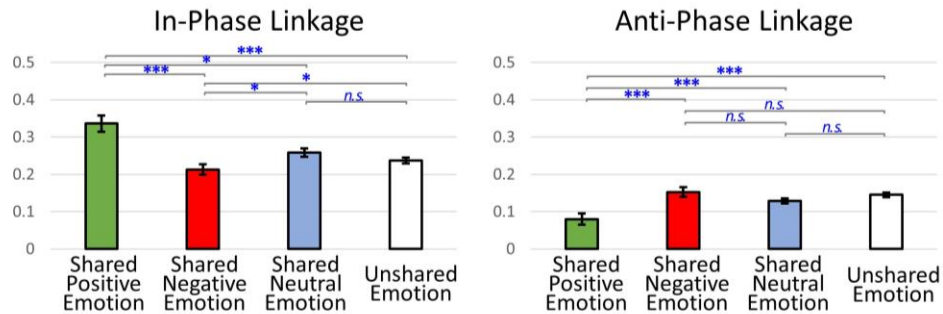 In-Phase Linkage
0.5
0.4
0.3
0.2
0.1
0
***
*
***
*
*
n.s.
Shared
Positive
Emotion
Shared
Negative
Emotion
Shared
Neutral
Emotion
Unshared
Emotion
Anti-Phase Linkage
0.5
0.4
0.3
0.2
0.1
0
***
***
***
n.s.
n.s.
n.s.
Shared
Positive
Emotion
Shared
Negative
Emotion
Shared
Neutral
Emotion
Unshared
Emotion